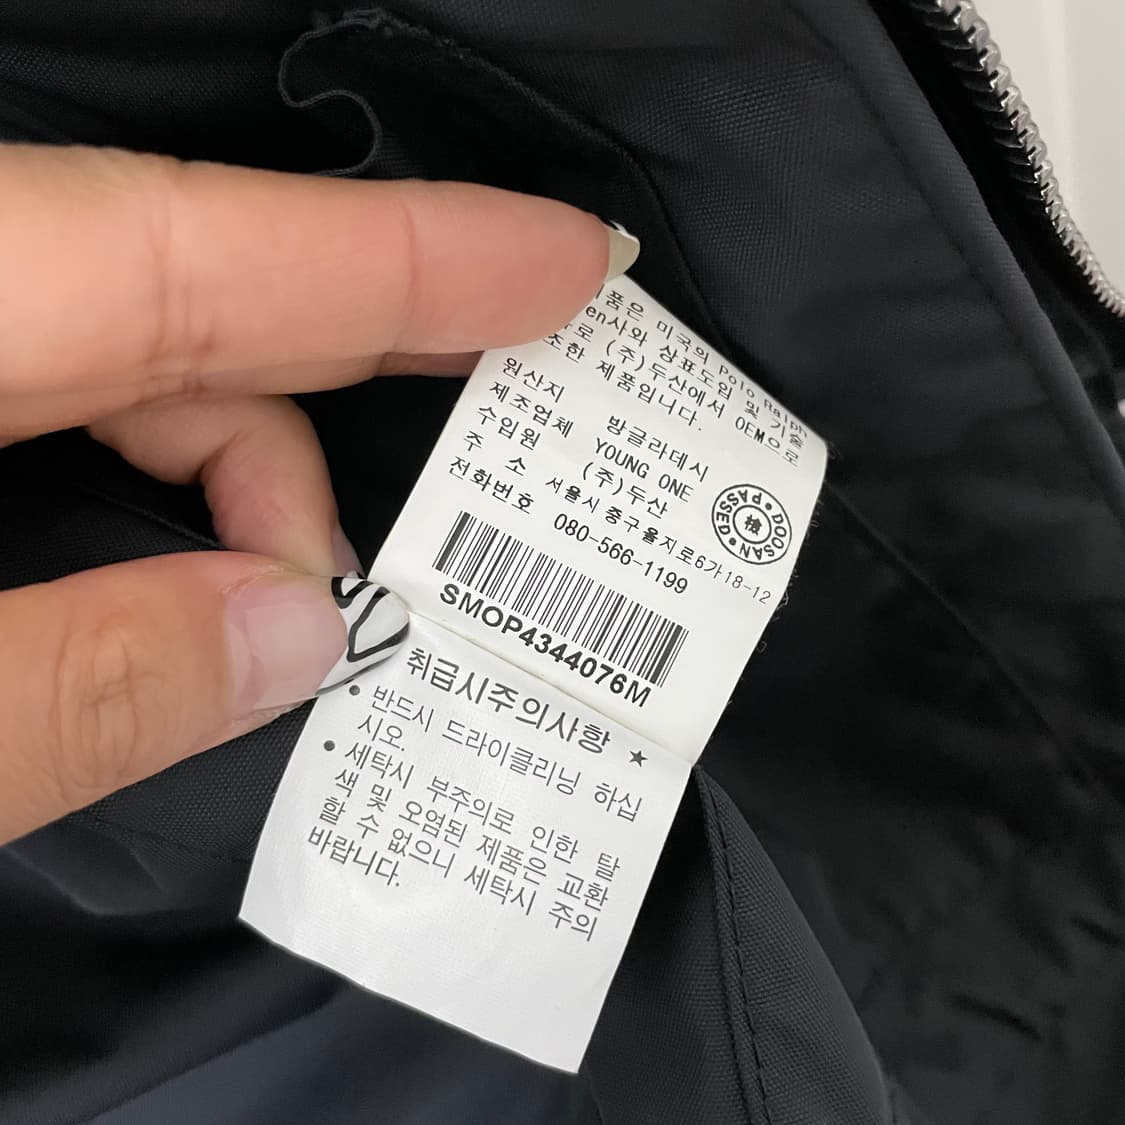 품은 미국의 Polo Ralph
en사와 상표도입 및 기술
로 (주)두산에서 OEM으로
조한 제품입니다.
원산지 방글라데시
제조업체 YOUNG ONE
수입원 (주)두산
주 소 서울시 중구을지로6가18-12
전화번호 080-566-1199
DOOSAN • PASSED •
檢
SMOP4344076M
취급시주의사항 ★
• 반드시 드라이클리닝 하십
시오.
• 세탁시 부주의로 인한 탈
색 및 오염된 제품은 교환
할 수 없으니 세탁시 주의
바랍니다.